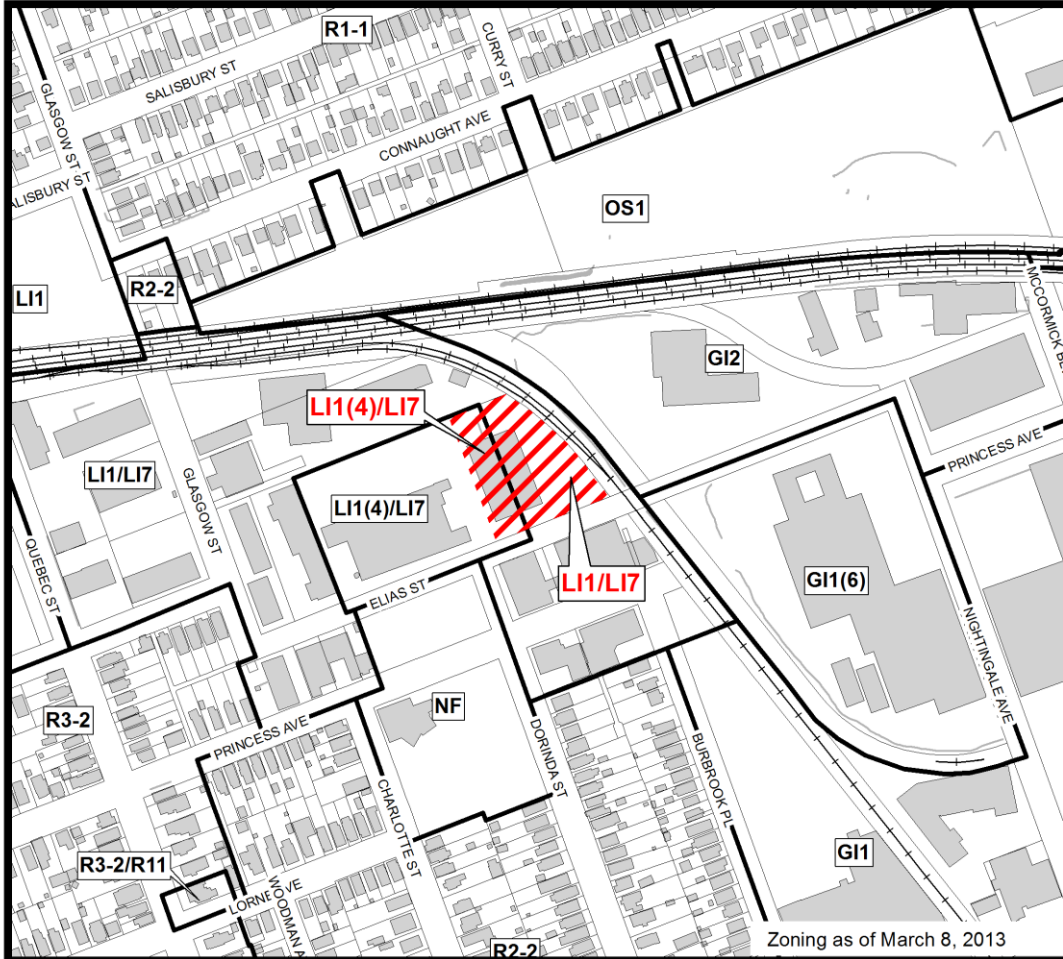 R1-1
CURRY ST
SALISBURY ST
GLASGOW ST
CONNAUGHT AVE
ALISBURY ST
OS1
R2-2
LI1
MCCORMICK BL
GI2
LI1(4)/LI7
PRINCESS AVE
LI1/LI7
GLASGOW ST
LI1(4)/LI7
QUEBEC ST
LI1/LI7
GI1(6)
ELIAS ST
NIGHTINGALE AVE
NF
R3-2
PRINCESS AVE
DORINDA ST
BURBROOK PL
CHARLOTTE ST
GI1
R3-2/R11
LORNE AVE
WOODMAN A
R2-2
Zoning as of March 8, 2013